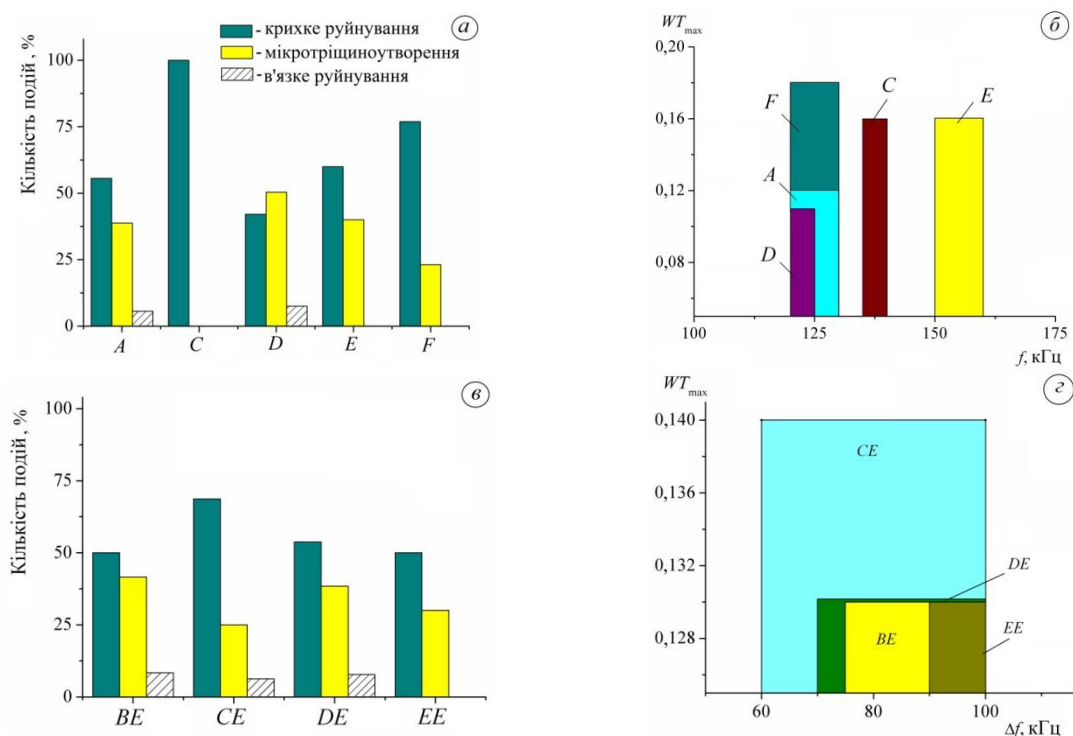 а
- крихке руйнування
- мікротріщиноутворення
- в'язке руйнування
Кількість подій, %
100
75
50
25
0
A C D E F
б
WTmax
0,20
0,16
0,12
0,08
F
A
D
C
E
100 125 150 175
f, кГц
в
Кількість подій, %
100
75
50
25
0
BE CE DE EE
г
WTmax
0,140
0,136
0,132
0,128
CE
DE
BE
EE
60 80 100
Δf, кГц